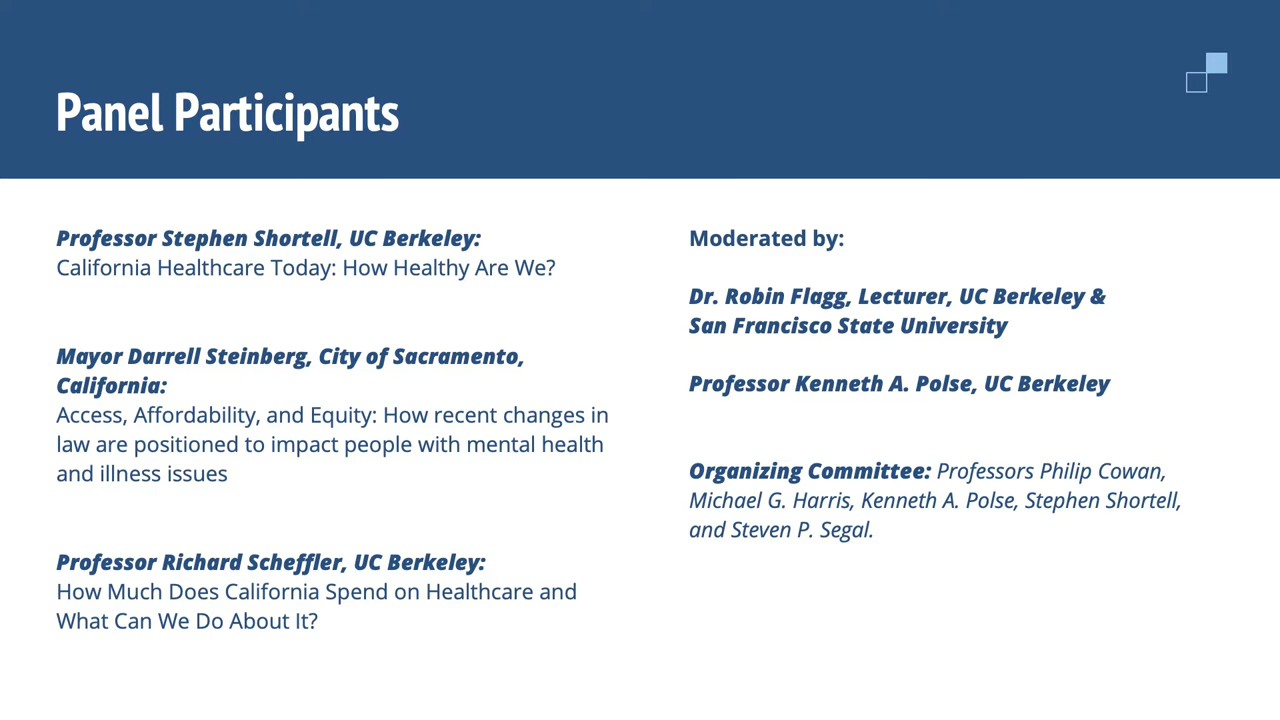 Panel Participants
Professor Stephen Shortell, UC Berkeley:
California Healthcare Today: How Healthy Are We?
Mayor Darrell Steinberg, City of Sacramento,
California:
Access, Affordability, and Equity: How recent changes in
law are positioned to impact people with mental health
and illness issues
Professor Richard Scheffler, UC Berkeley:
How Much Does California Spend on Healthcare and
What Can We Do About It?
Moderated by:
Dr. Robin Flagg, Lecturer, UC Berkeley &
San Francisco State University
Professor Kenneth A. Polse, UC Berkeley
Organizing Committee: Professors Philip Cowan,
Michael G. Harris, Kenneth A. Polse, Stephen Shortell,
and Steven P. Segal.